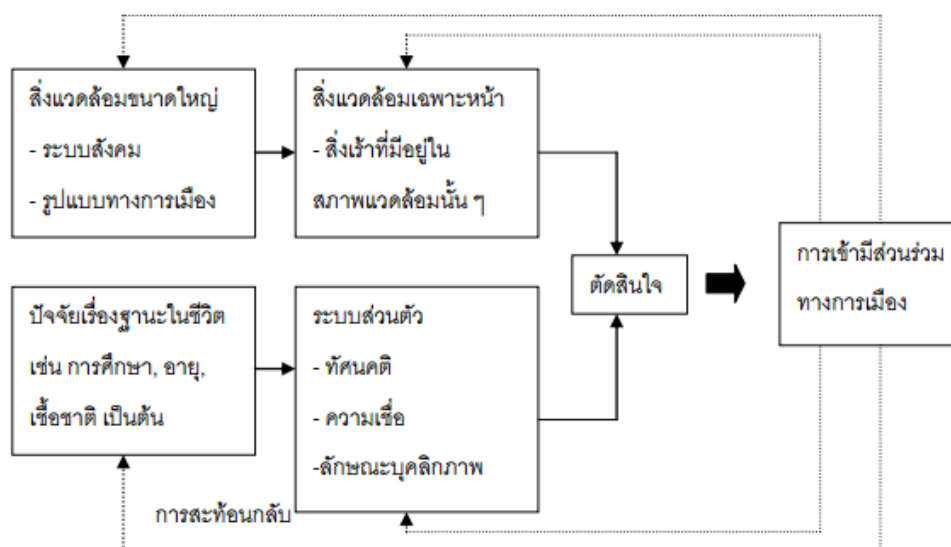 สิ่งแวดล้อมขนาดใหญ่
- ระบบสังคม
- รูปแบบทางการเมือง
สิ่งแวดล้อมเฉพาะหน้า
- สิ่งเร้าที่มีอยู่ใน
สภาพแวดล้อมนั้น ๆ
ปัจจัยเรื่องฐานะในชีวิต
เช่น การศึกษา, อายุ,
เชื้อชาติ เป็นต้น
ระบบส่วนตัว
- ทัศนคติ
- ความเชื่อ
-ลักษณะบุคลิกภาพ
ตัดสินใจ
การเข้ามีส่วนร่วม
ทางการเมือง
การสะท้อนกลับ